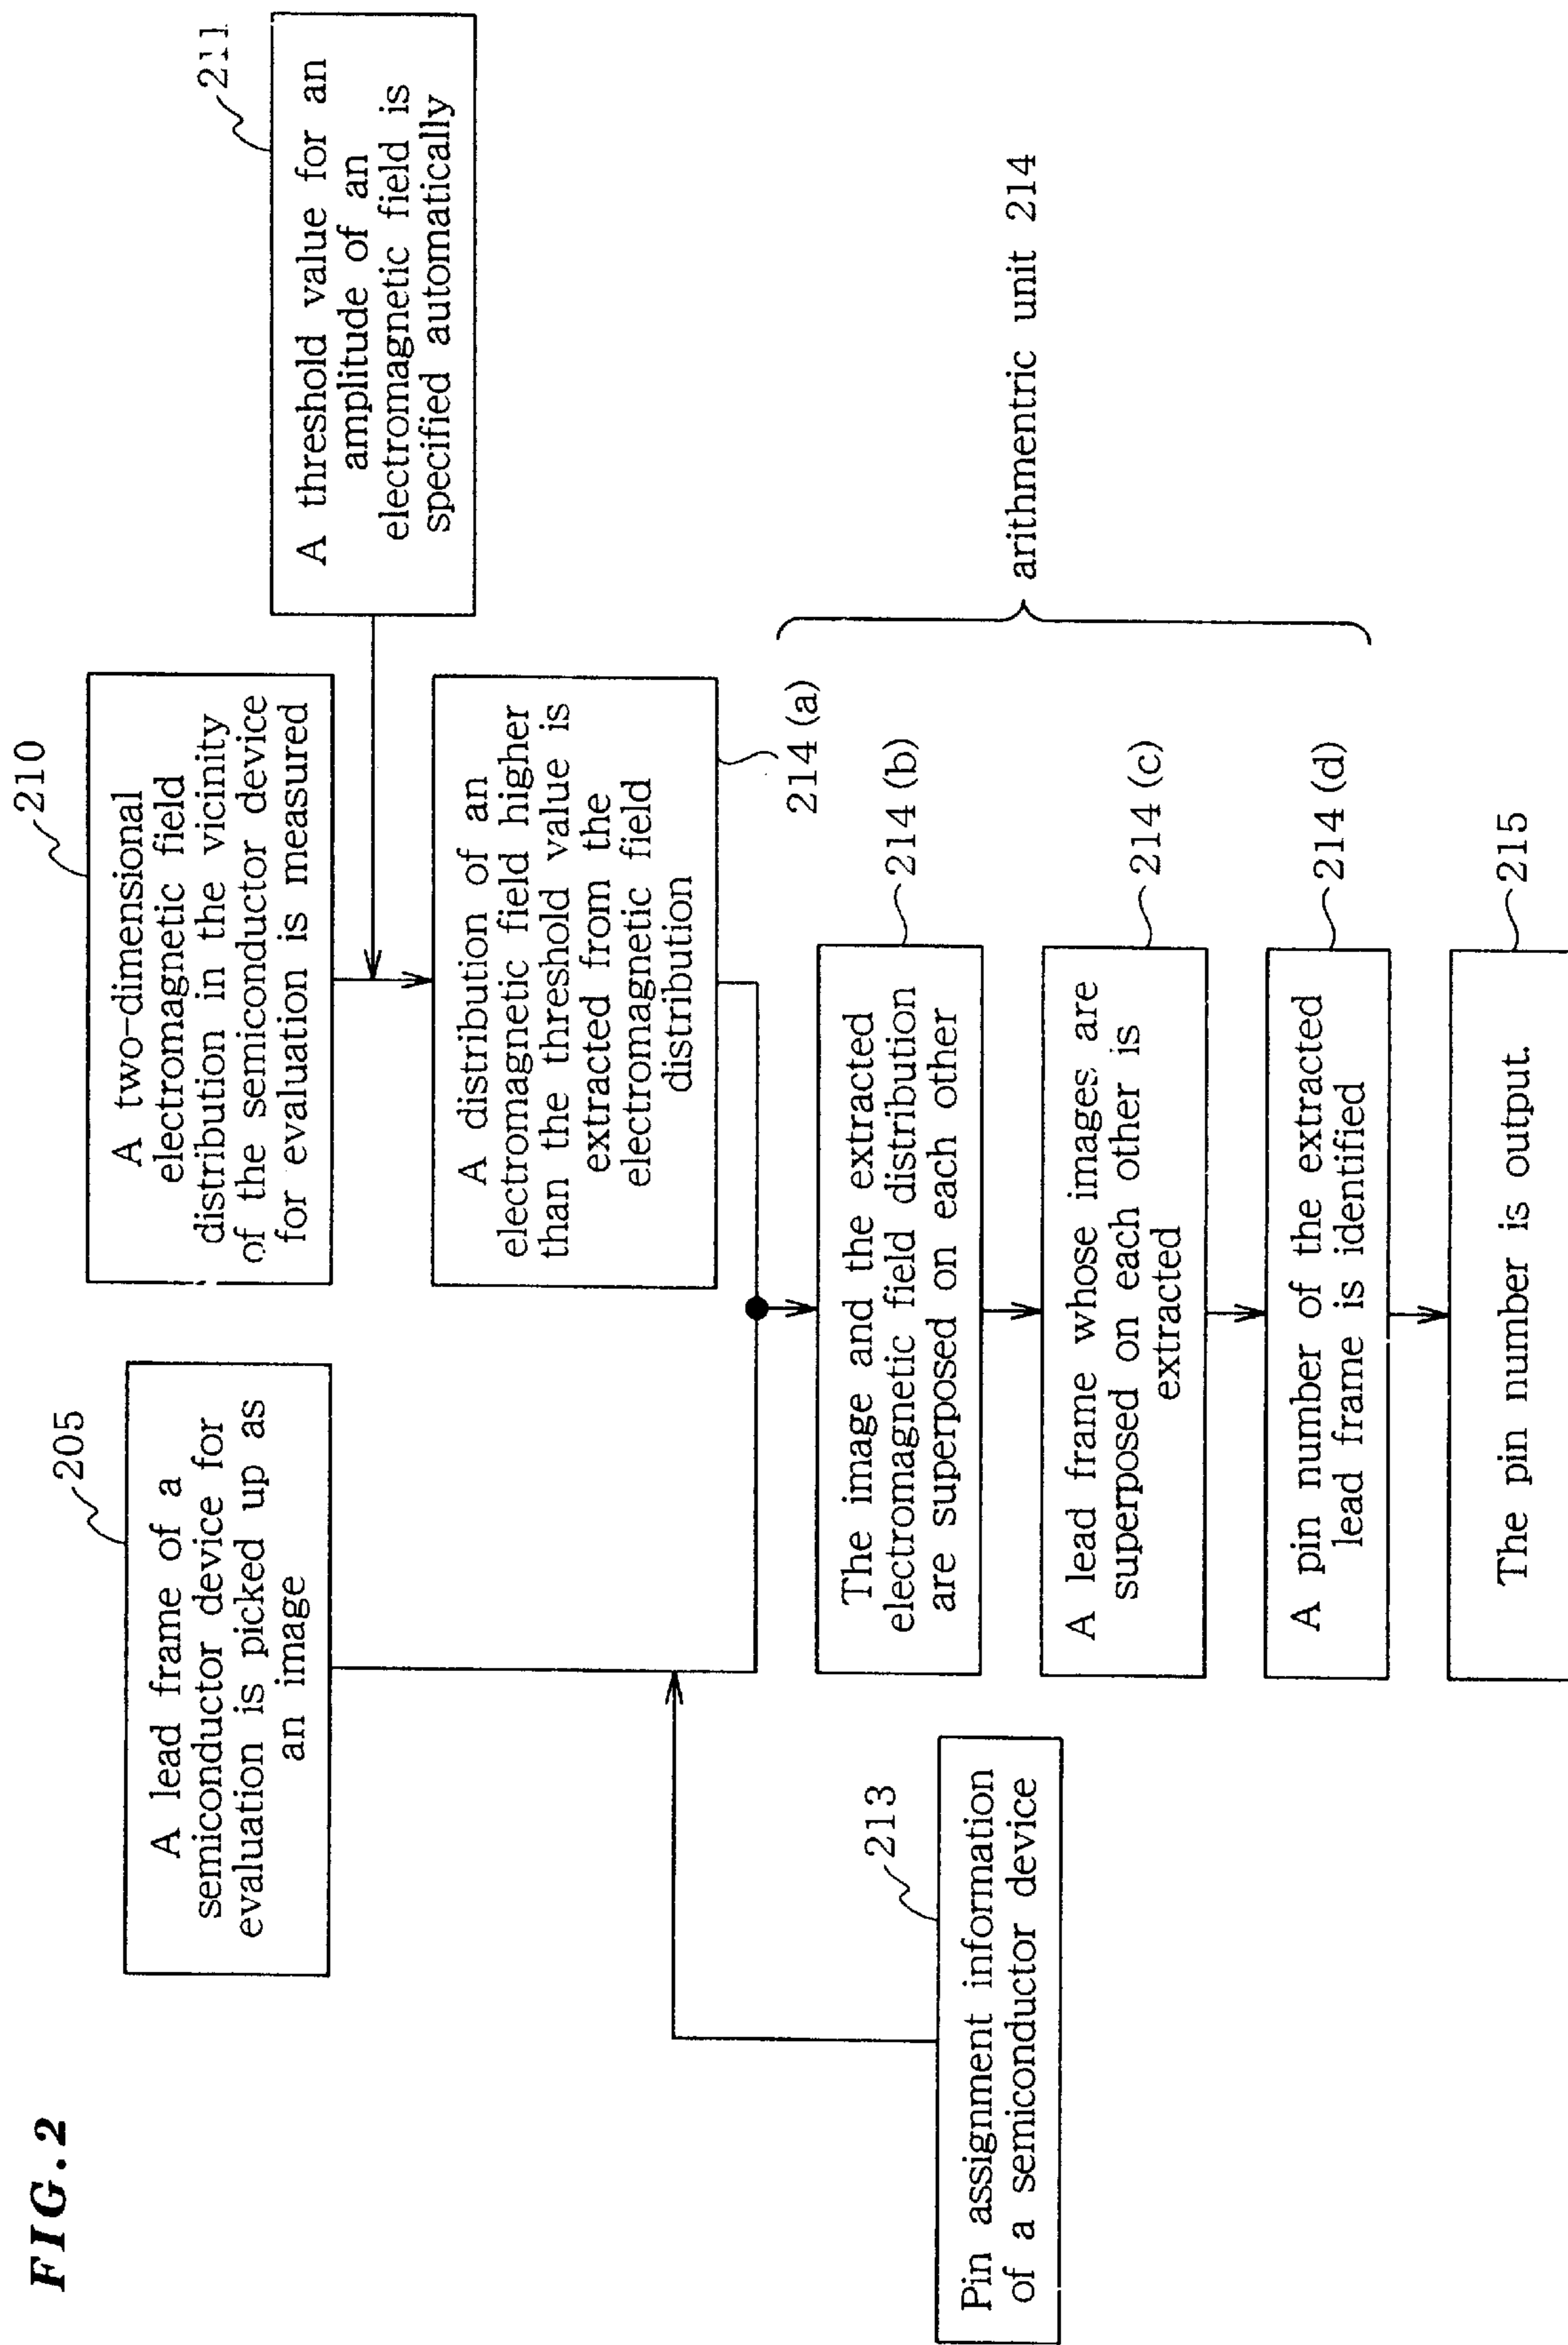 FIG.2
205
A lead frame of a
semiconductor device for
evaluation is picked up as
an image
210
A two-dimensional
electromagnetic field
distribution in the vicinity
of the semiconductor device
for evaluation is measured
211
A threshold value for an
amplitude of an
electromagnetic field is
specified automatically
A distribution of an
electromagnetic field higher
than the threshold value is
extracted from the
electromagnetic field
distribution
214 (a)
213
Pin assignment information
of a semiconductor device
The image and the extracted
electromagnetic field distribution
are superposed on each other
214 (b)
A lead frame whose images are
superposed on each other is
extracted
214 (c)
A pin number of the extracted
lead frame is identified
214 (d)
arithmentric unit 214
The pin number is output.
215